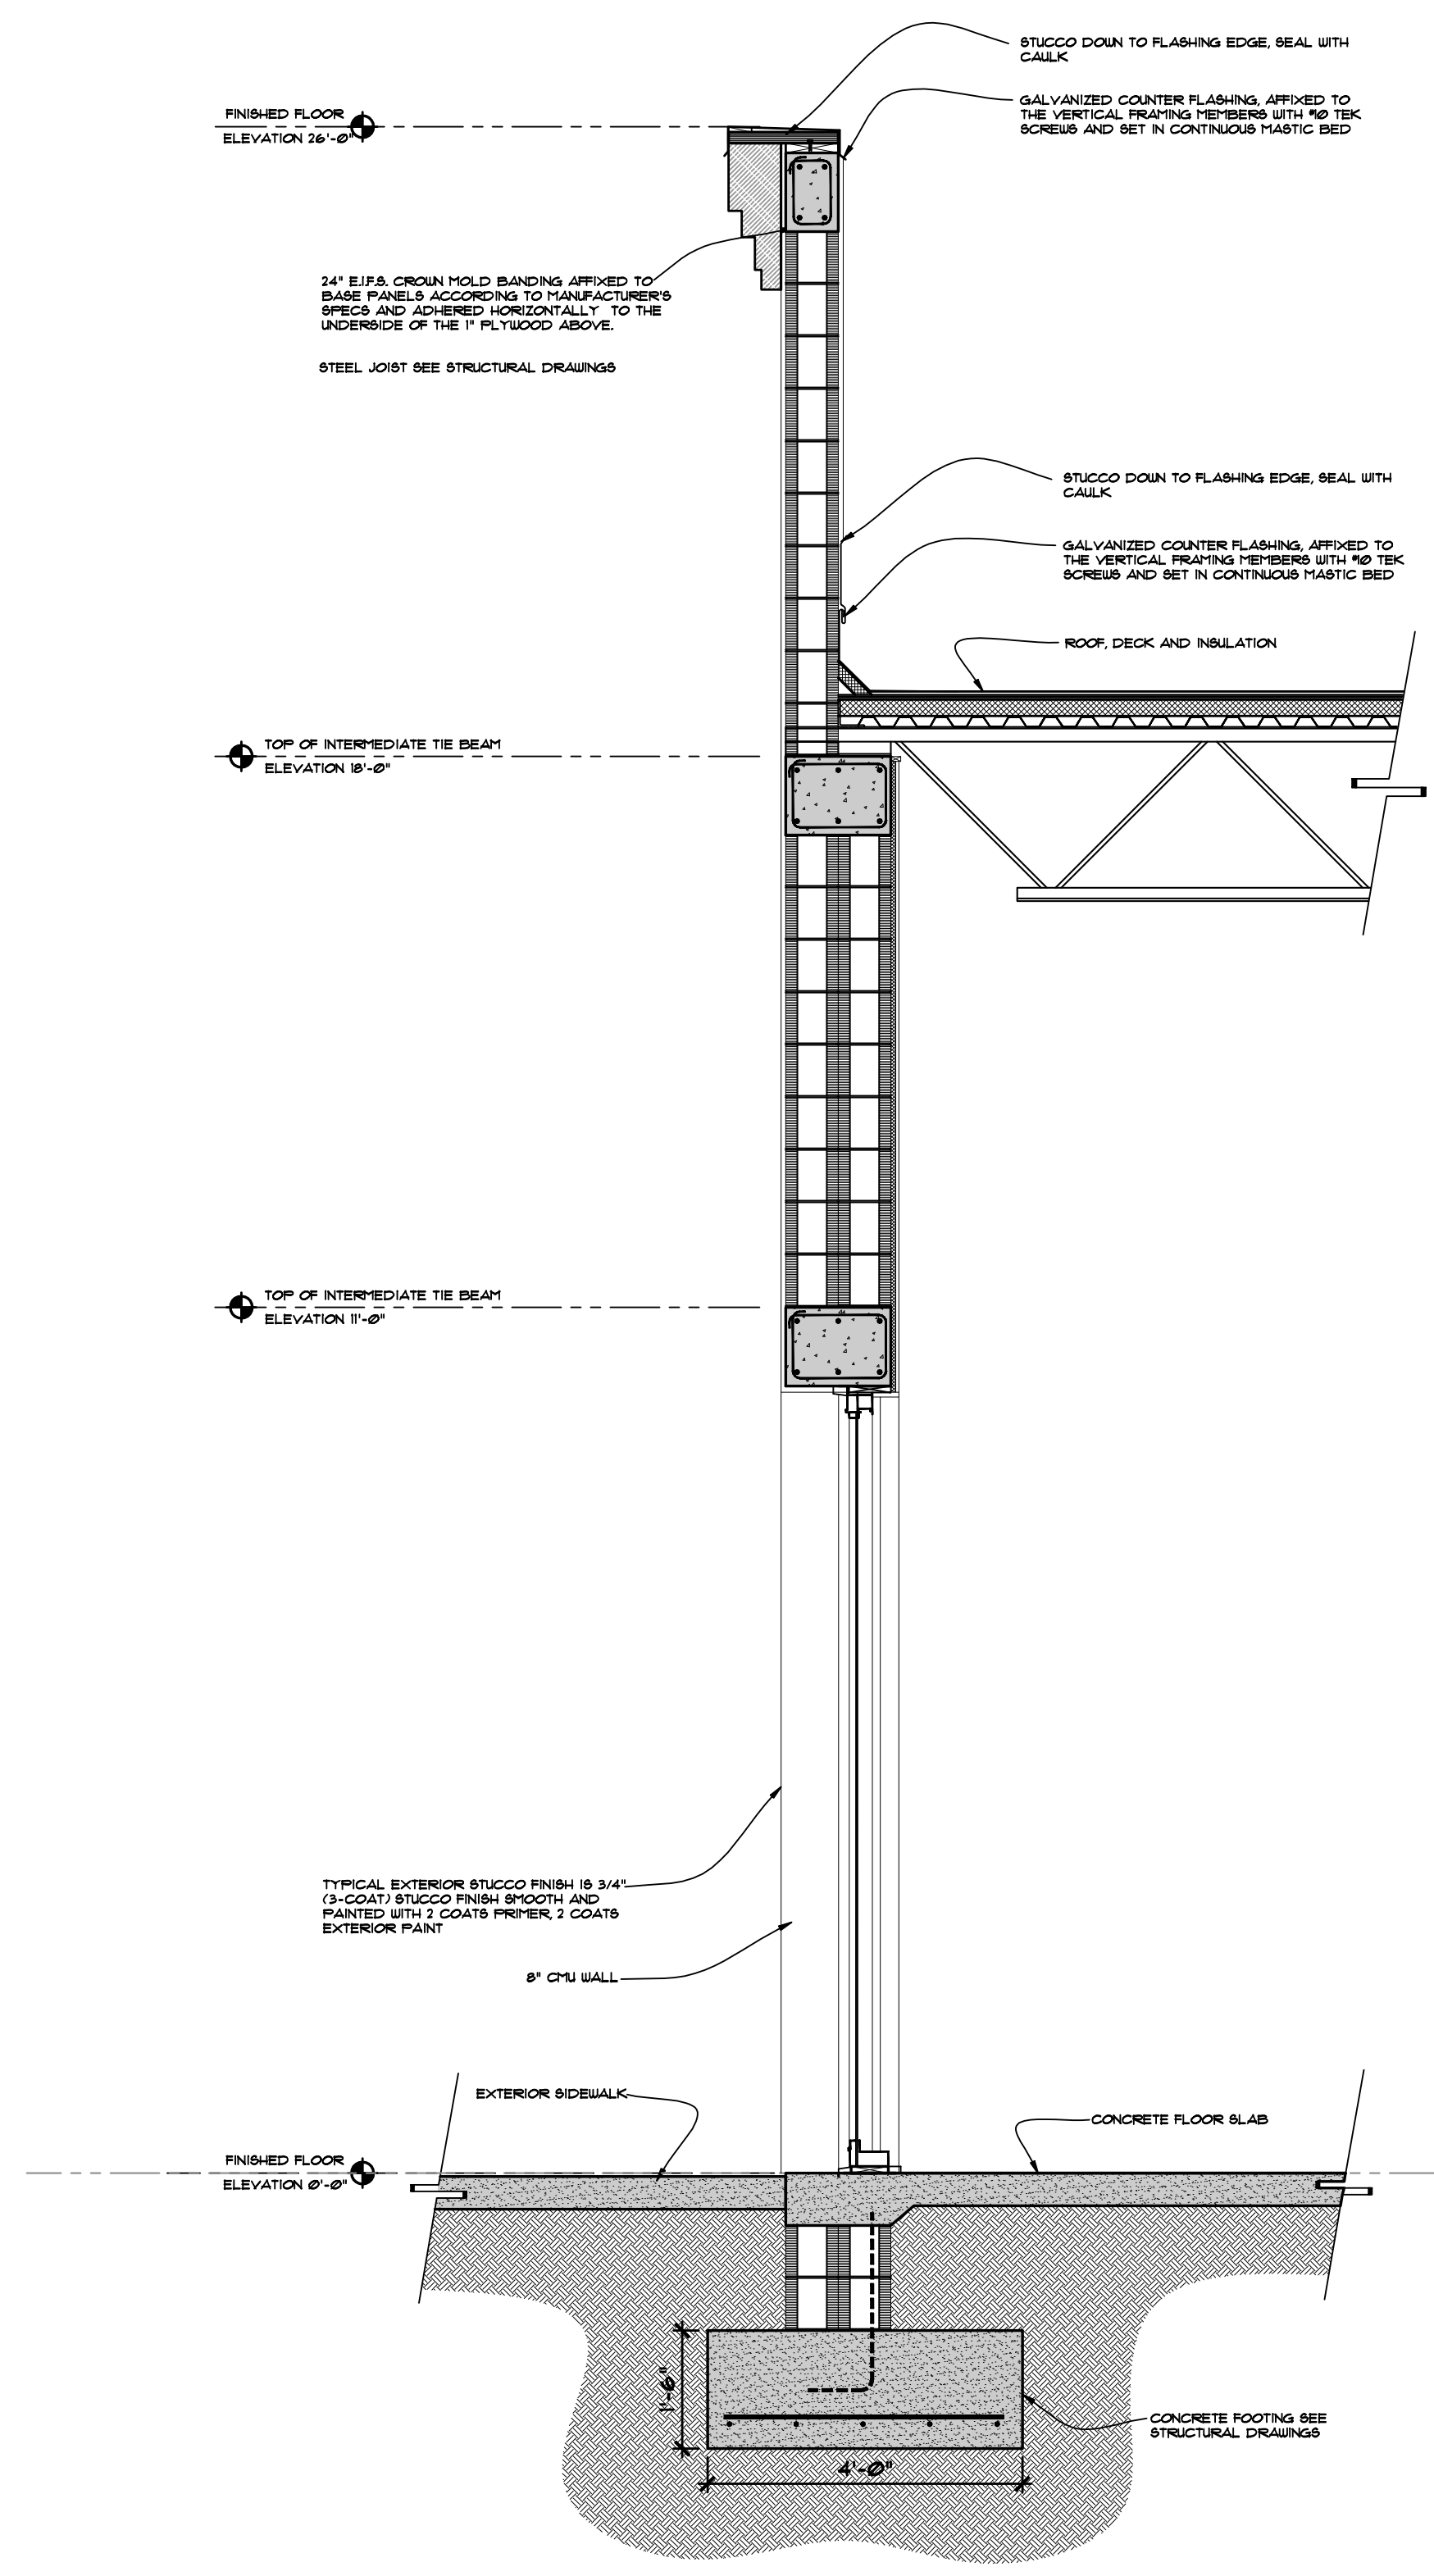 STUCCO DOWN TO FLASHING EDGE, SEAL WITH
CAULK
GALVANIZED COUNTER FLASHING, AFFIXED TO
THE VERTICAL FRAMING MEMBERS WITH #10 TEK
SCREWS AND SET IN CONTINUOUS MASTIC BED
FINISHED FLOOR
ELEVATION 26'-0"
24" E.I.F.S. CROWN MOLD BANDING AFFIXED TO
BASE PANELS ACCORDING TO MANUFACTURER'S
SPECS AND ADHERED HORIZONTALLY TO THE
UNDERSIDE OF THE 1" PLYWOOD ABOVE.
STEEL JOIST SEE STRUCTURAL DRAWINGS
STUCCO DOWN TO FLASHING EDGE, SEAL WITH
CAULK
GALVANIZED COUNTER FLASHING, AFFIXED TO
THE VERTICAL FRAMING MEMBERS WITH #10 TEK
SCREWS AND SET IN CONTINUOUS MASTIC BED
ROOF, DECK AND INSULATION
TOP OF INTERMEDIATE TIE BEAM
ELEVATION 18'-0"
TOP OF INTERMEDIATE TIE BEAM
ELEVATION 11'-0"
TYPICAL EXTERIOR STUCCO FINISH IS 3/4"
(3-COAT) STUCCO FINISH SMOOTH AND
PAINTED WITH 2 COATS PRIMER, 2 COATS
EXTERIOR PAINT
8" CMU WALL
EXTERIOR SIDEWALK
CONCRETE FLOOR SLAB
FINISHED FLOOR
ELEVATION 0'-0"
1'-6"
CONCRETE FOOTING SEE
STRUCTURAL DRAWINGS
4'-0"